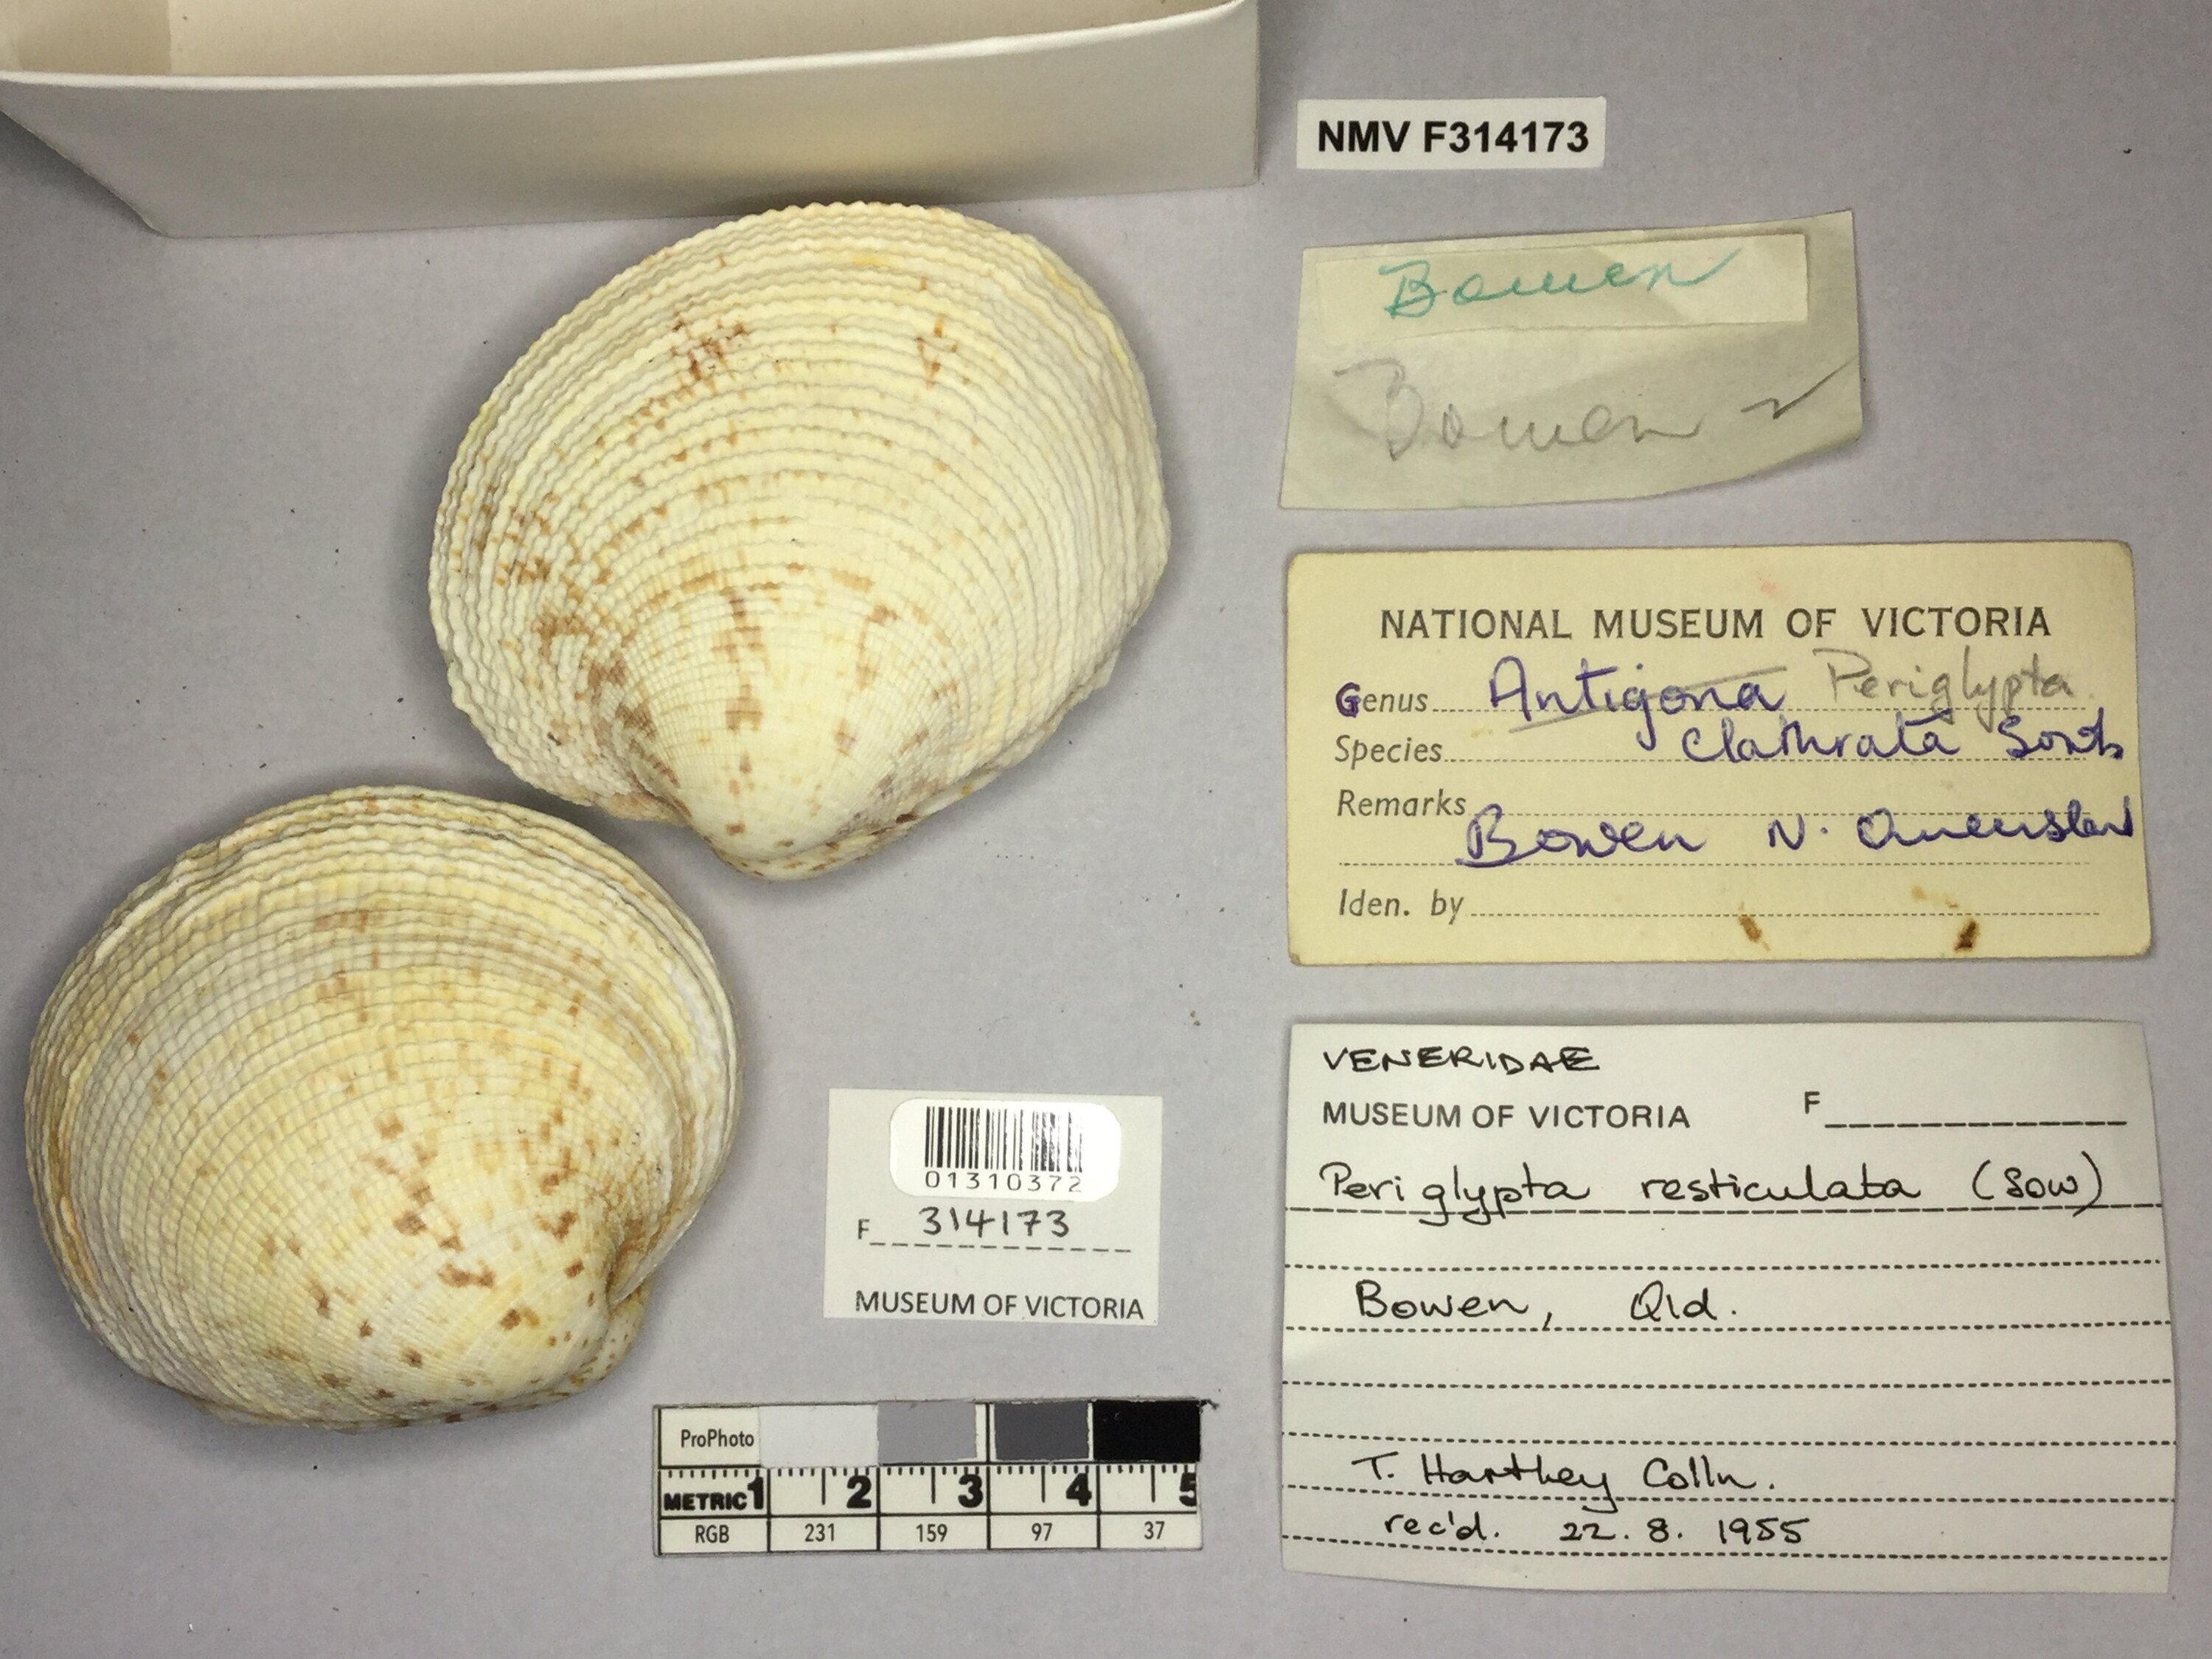 NMV F314173
Bowen
Bowen
NATIONAL MUSEUM OF VICTORIA
Genus Antigona Periglypta
Species Clathrata Sowb
Remarks
Bowen N. Queensland
Iden. by
VENERIDAE
MUSEUM OF VICTORIA F
Periglypta resticulata (Sow)
Bowen, Qld.
T. Harthey Colln.
rec'd. 22. 8. 1955
01310372
F 314173
MUSEUM OF VICTORIA
ProPhoto
METRIC 1 2 3 4 5
RGB 231 159 97 37